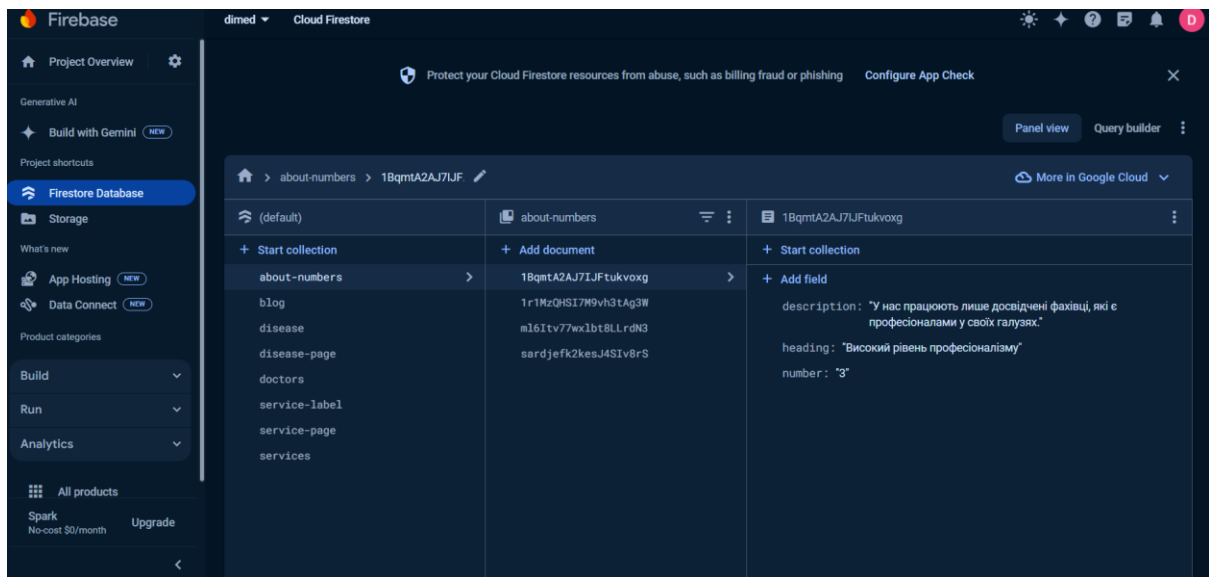 Firebase
dimed
Cloud Firestore
D
Project Overview
Generative AI
Build with Gemini NEW
Project shortcuts
Firestore Database
Storage
What's new
App Hosting NEW
Data Connect NEW
Product categories
Build
Run
Analytics
All products
Spark
No-cost $0/month
Upgrade
Protect your Cloud Firestore resources from abuse, such as billing fraud or phishing Configure App Check
Panel view Query builder
about-numbers > 1BqmtA2AJ7IJF.
More in Google Cloud
(default)
+ Start collection
about-numbers
blog
disease
disease-page
doctors
service-label
service-page
services
about-numbers
+ Add document
1BqmtA2AJ7IJFtukvoxg
1r1MzQHSI7M9vh3tAg3W
ml6Itv77wxlbt8LLrdN3
sardjefk2kesJ4SIv8rS
1BqmtA2AJ7IJFtukvoxg
+ Start collection
+ Add field
description: "У нас працюють лише досвідчені фахівці, які є
професіоналами у своїх галузях."
heading: "Високий рівень професіоналізму"
number: "3"